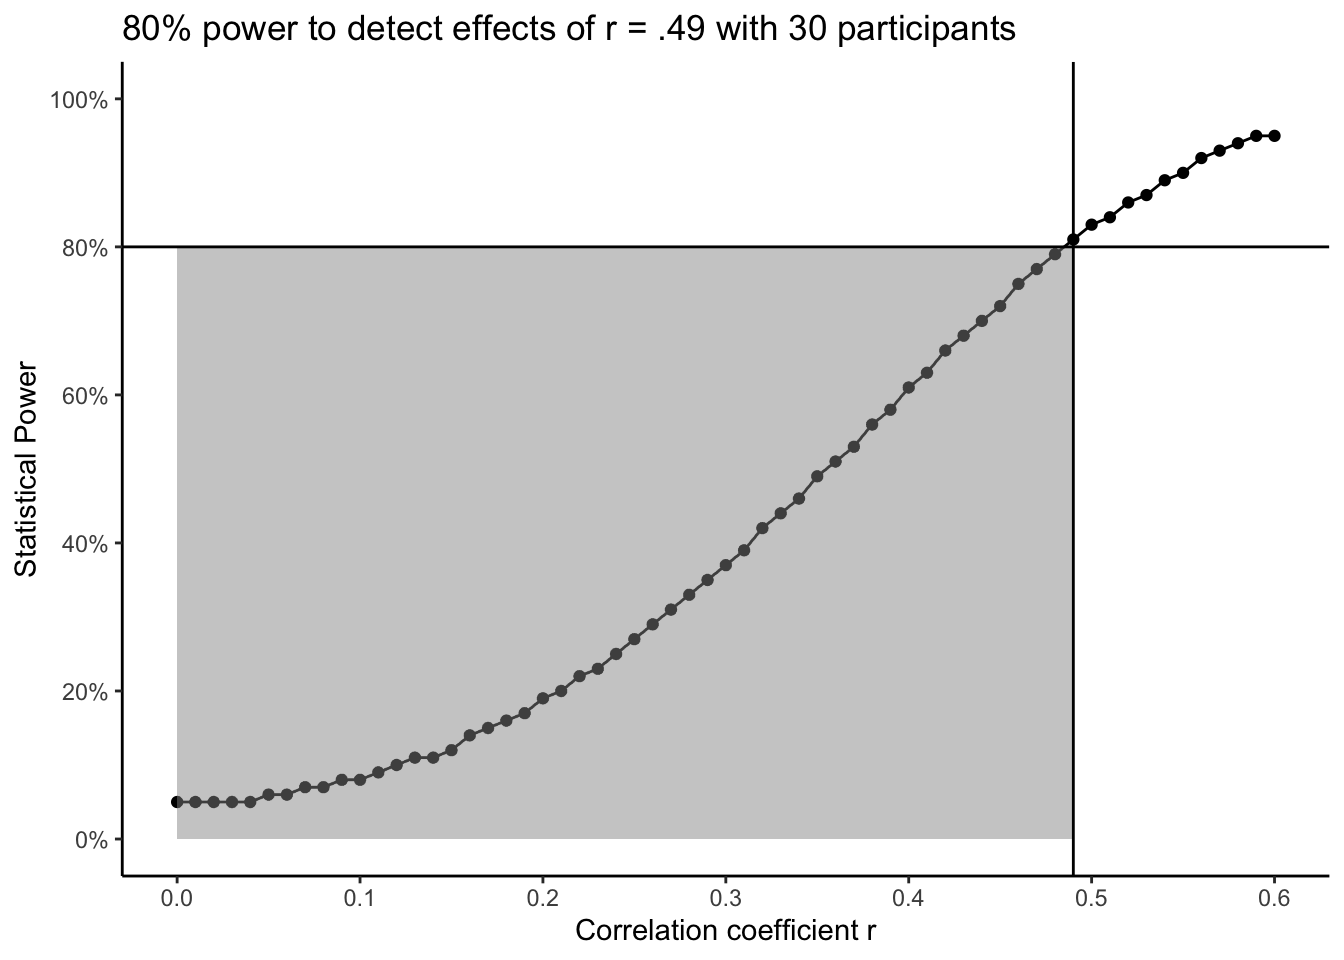 80% power to detect effects of r = .49 with 30 participants
100%
80%
60%
40%
20%
0%
Statistical Power
0.0 0.1 0.2 0.3 0.4 0.5 0.6
Correlation coefficient r